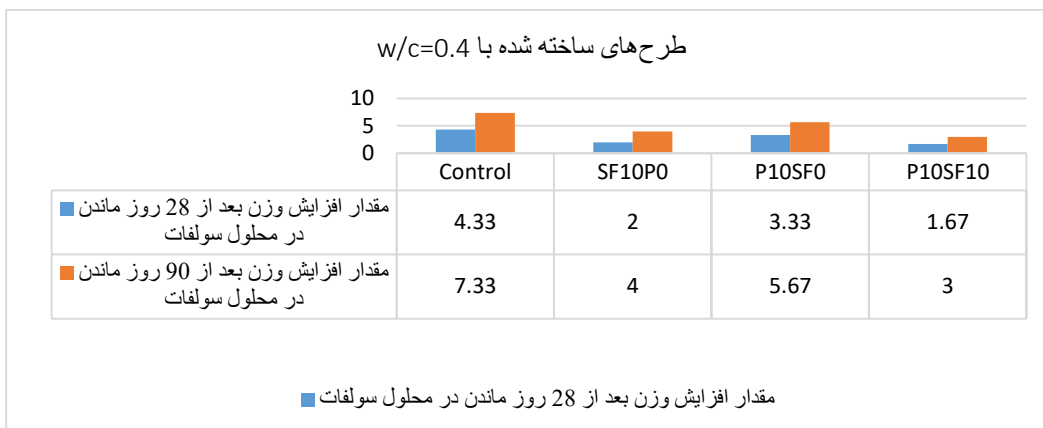 طرح‌های ساخته شده با w/c=0.4
10
5
0
Control SF10P0 P10SF0 P10SF10
مقدار افزایش وزن بعد از 28 روز ماندن
در محلول سولفات
4.33 2 3.33 1.67
مقدار افزایش وزن بعد از 90 روز ماندن
در محلول سولفات
7.33 4 5.67 3
مقدار افزایش وزن بعد از 28 روز ماندن در محلول سولفات